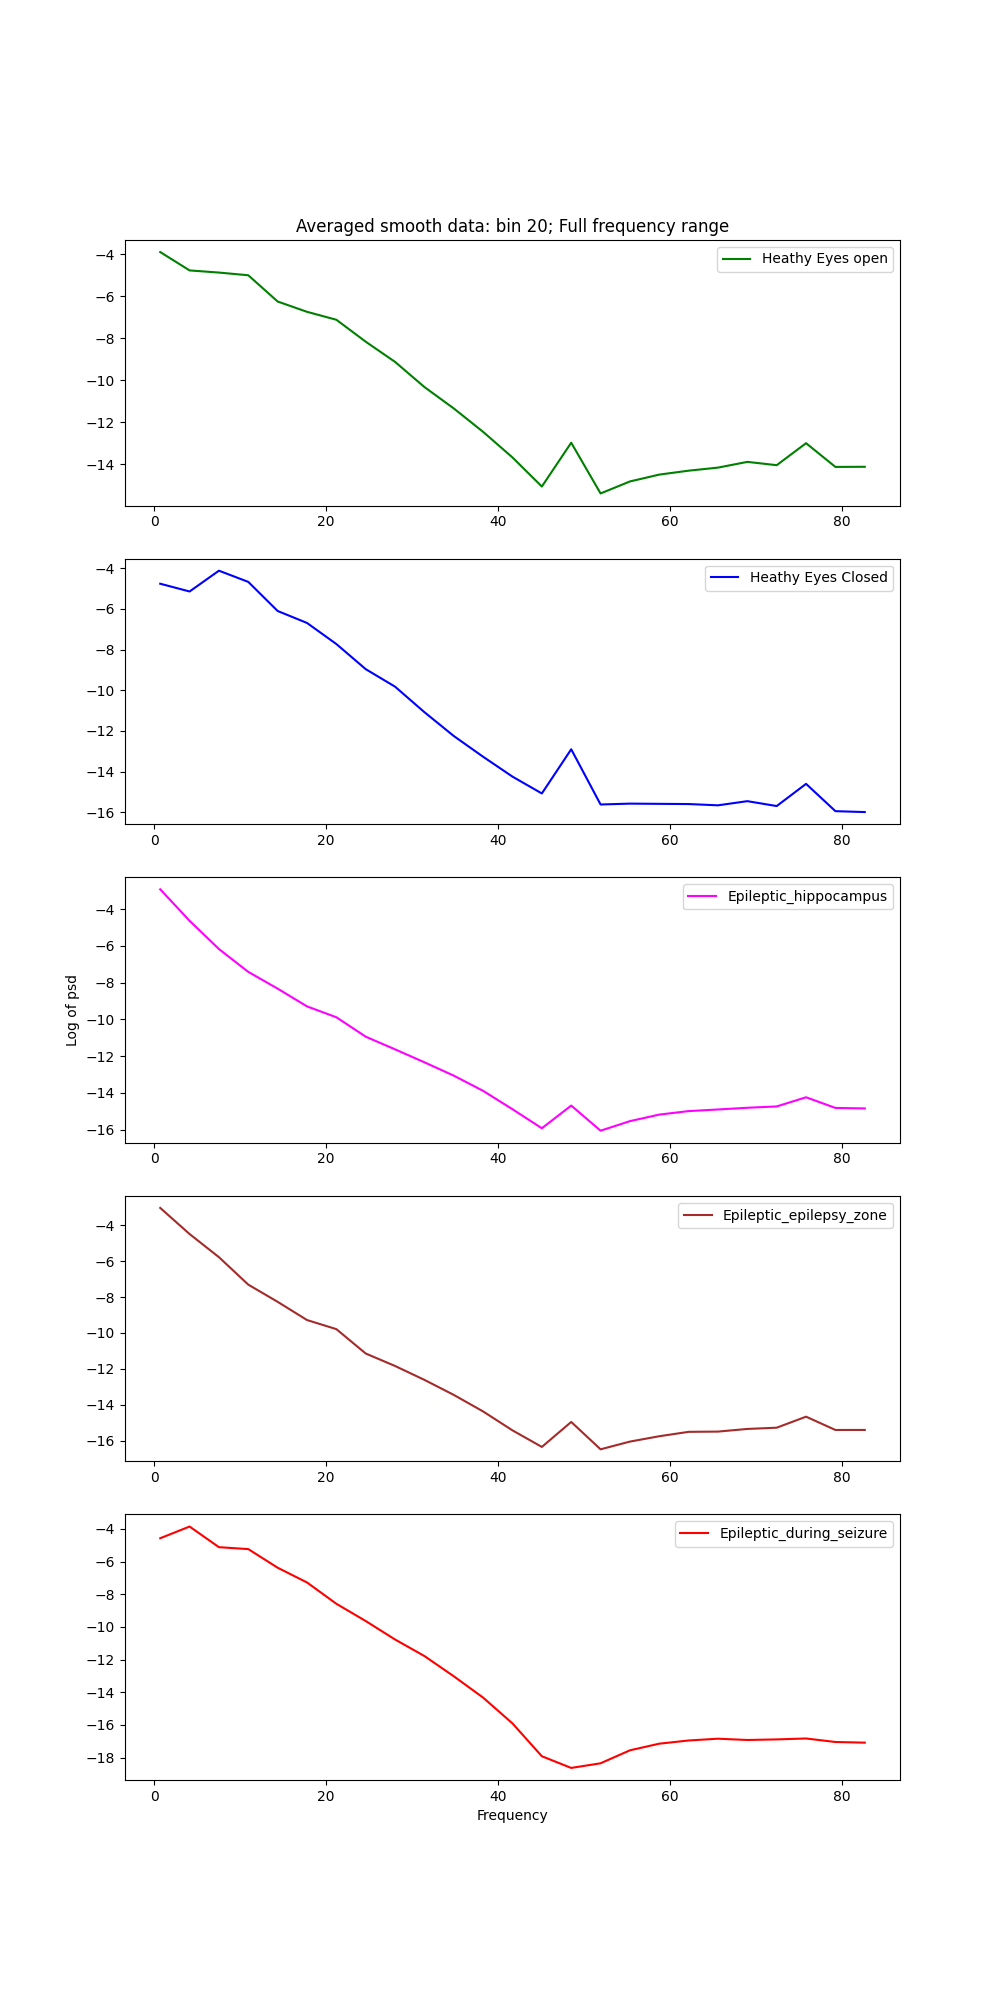 Averaged smooth data: bin 20; Full frequency range
Heathy Eyes open
−4
−6
−8
−10
−12
−14
0 20 40 60 80
Heathy Eyes Closed
−4
−6
−8
−10
−12
−14
−16
0 20 40 60 80
Epileptic_hippocampus
Log of psd
−4
−6
−8
−10
−12
−14
−16
0 20 40 60 80
Epileptic_epilepsy_zone
−4
−6
−8
−10
−12
−14
−16
0 20 40 60 80
Epileptic_during_seizure
−4
−6
−8
−10
−12
−14
−16
−18
0 20 40 60 80
Frequency